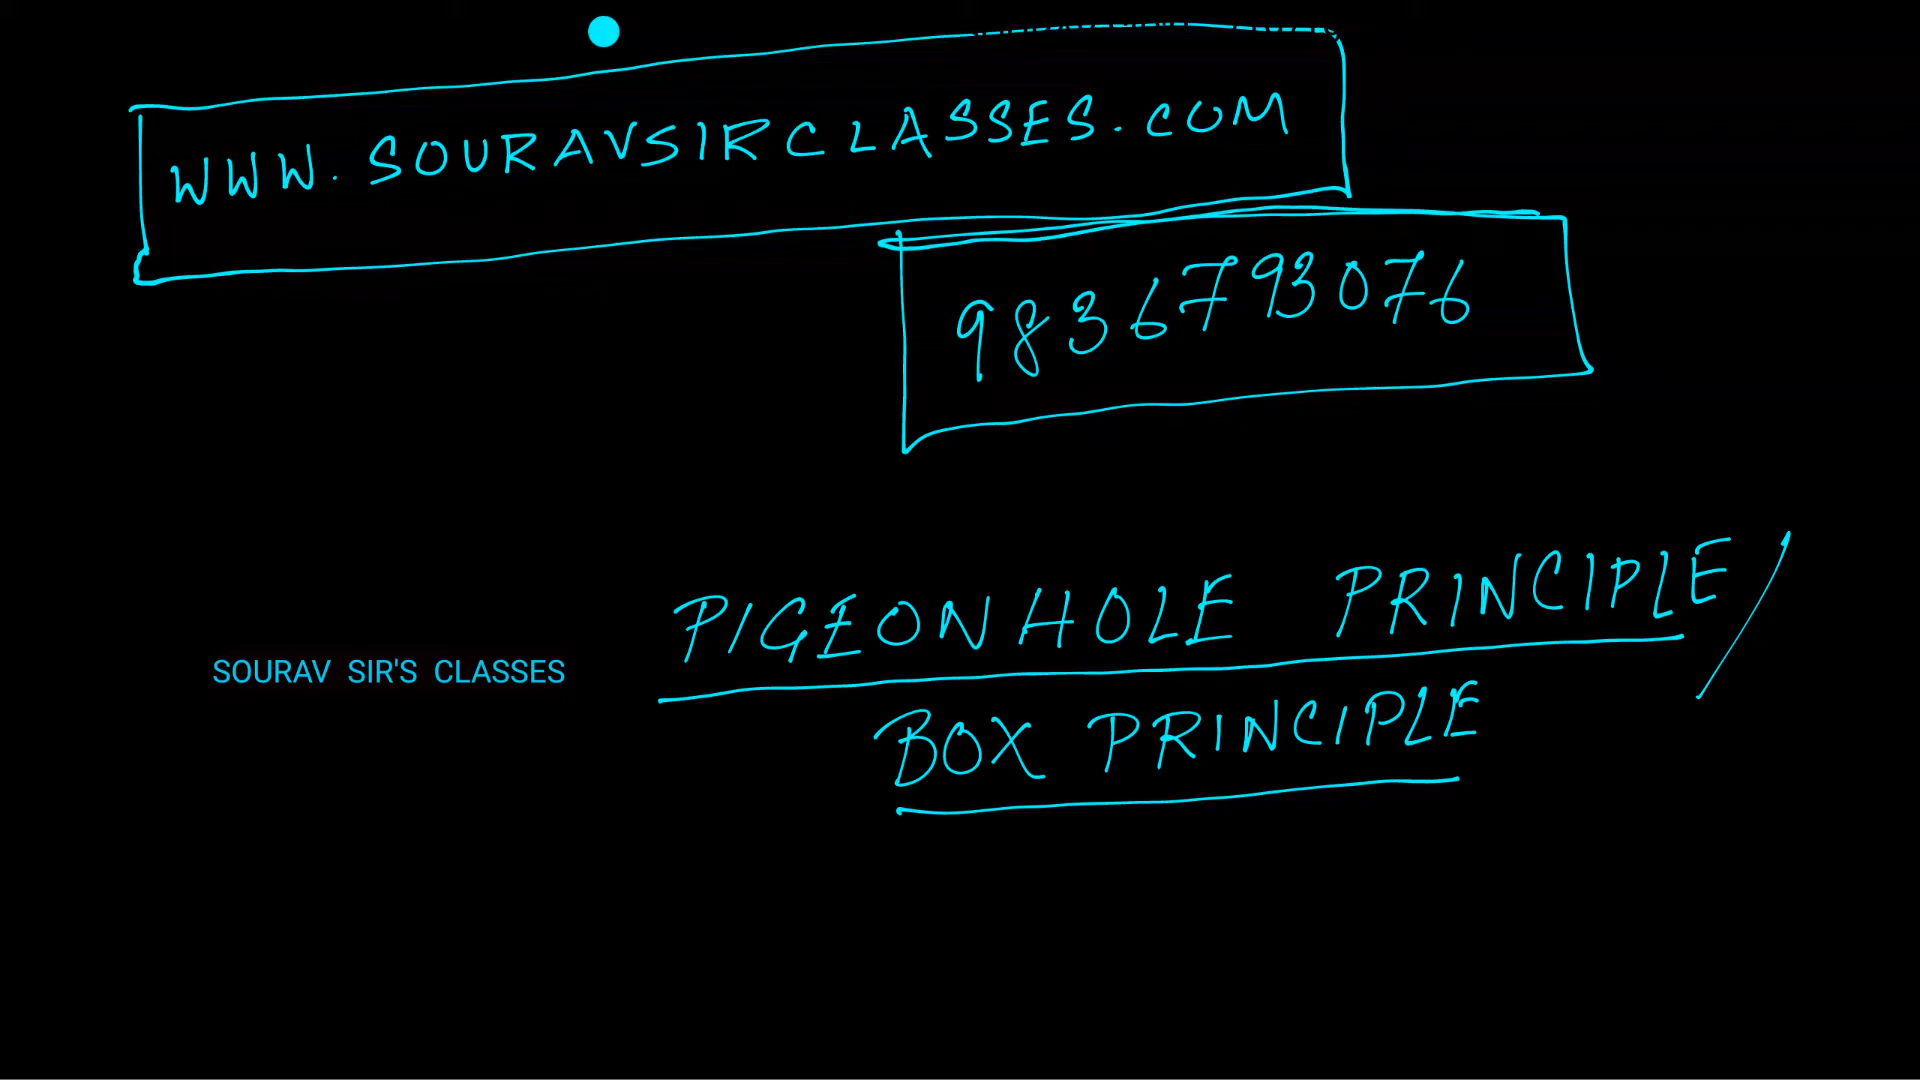 WWW.SOURAVSIRCLASSES.COM
9836793076
PIGEONHOLE PRINCIPLE/
SOURAV SIR'S CLASSES
BOX PRINCIPLE